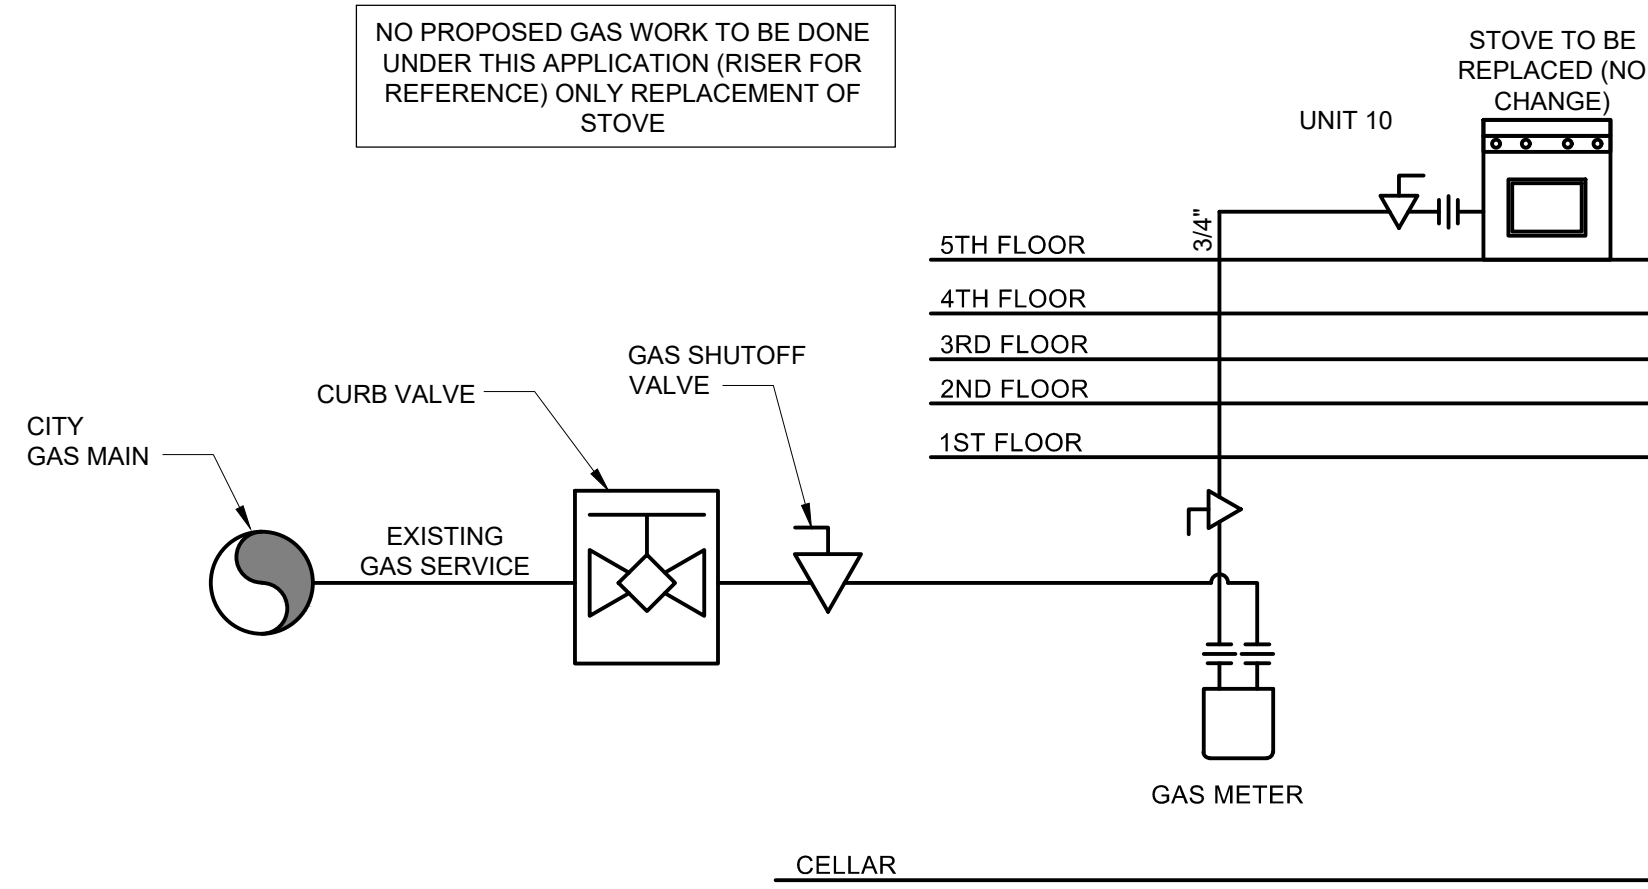 NO PROPOSED GAS WORK TO BE DONE
UNDER THIS APPLICATION (RISER FOR
REFERENCE) ONLY REPLACEMENT OF
STOVE
STOVE TO BE
REPLACED (NO
CHANGE)
UNIT 10
3/4"
5TH FLOOR
4TH FLOOR
3RD FLOOR
2ND FLOOR
1ST FLOOR
GAS SHUTOFF
VALVE
CURB VALVE
CITY
GAS MAIN
EXISTING
GAS SERVICE
GAS METER
CELLAR